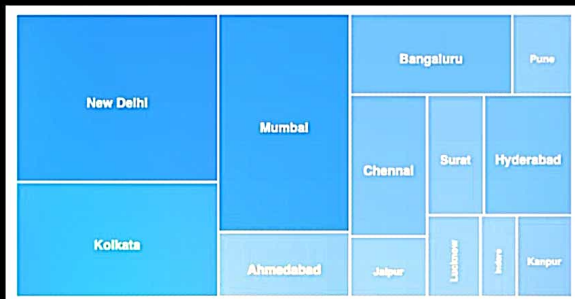 New Delhi
Kolkata
Mumbai
Ahmedabad
Bangaluru
Pune
Chennai
Surat
Hyderabad
Jaipur
Lucknow
Indore
Kanpur